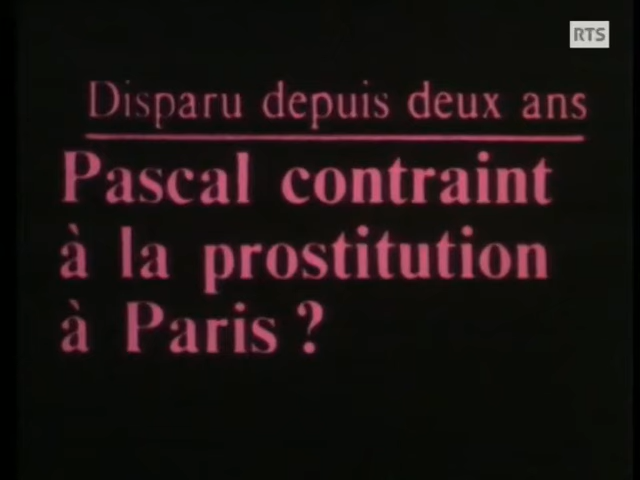 RTS
Disparu depuis deux ans
Pascal contraint
à la prostitution
à Paris ?